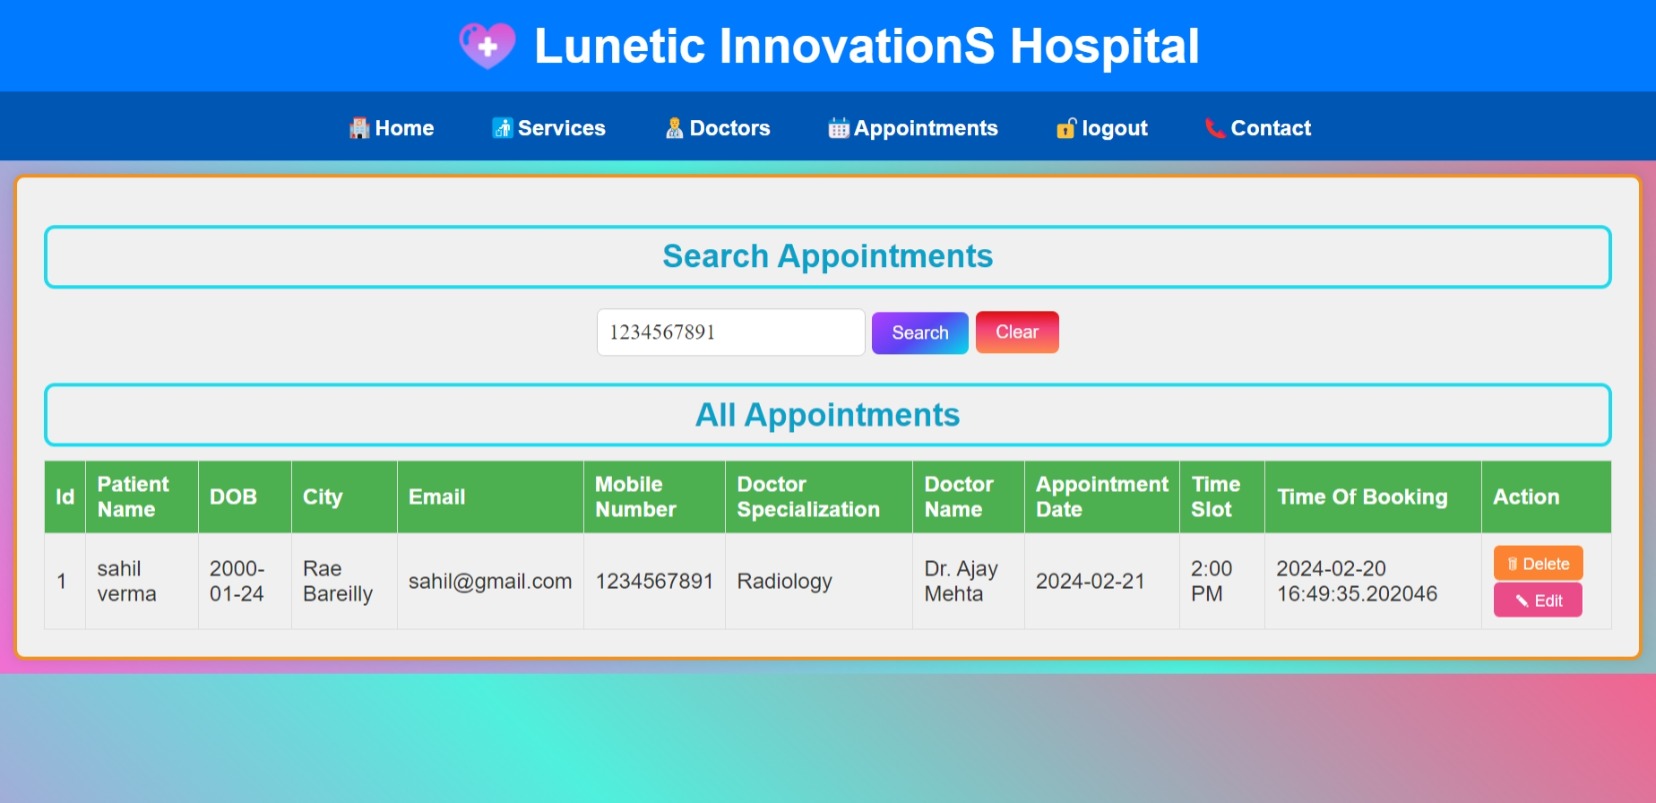 Lunetic InnovationS Hospital
Home Services Doctors Appointments logout Contact
Search Appointments
1234567891 Search Clear
All Appointments
Id Patient Name DOB City Email Mobile Number Doctor Specialization Doctor Name Appointment Date Time Slot Time Of Booking Action
1 sahil verma 2000-01-24 Rae Bareilly sahil@gmail.com 1234567891 Radiology Dr. Ajay Mehta 2024-02-21 2:00 PM 2024-02-20 16:49:35.202046 Delete
Edit